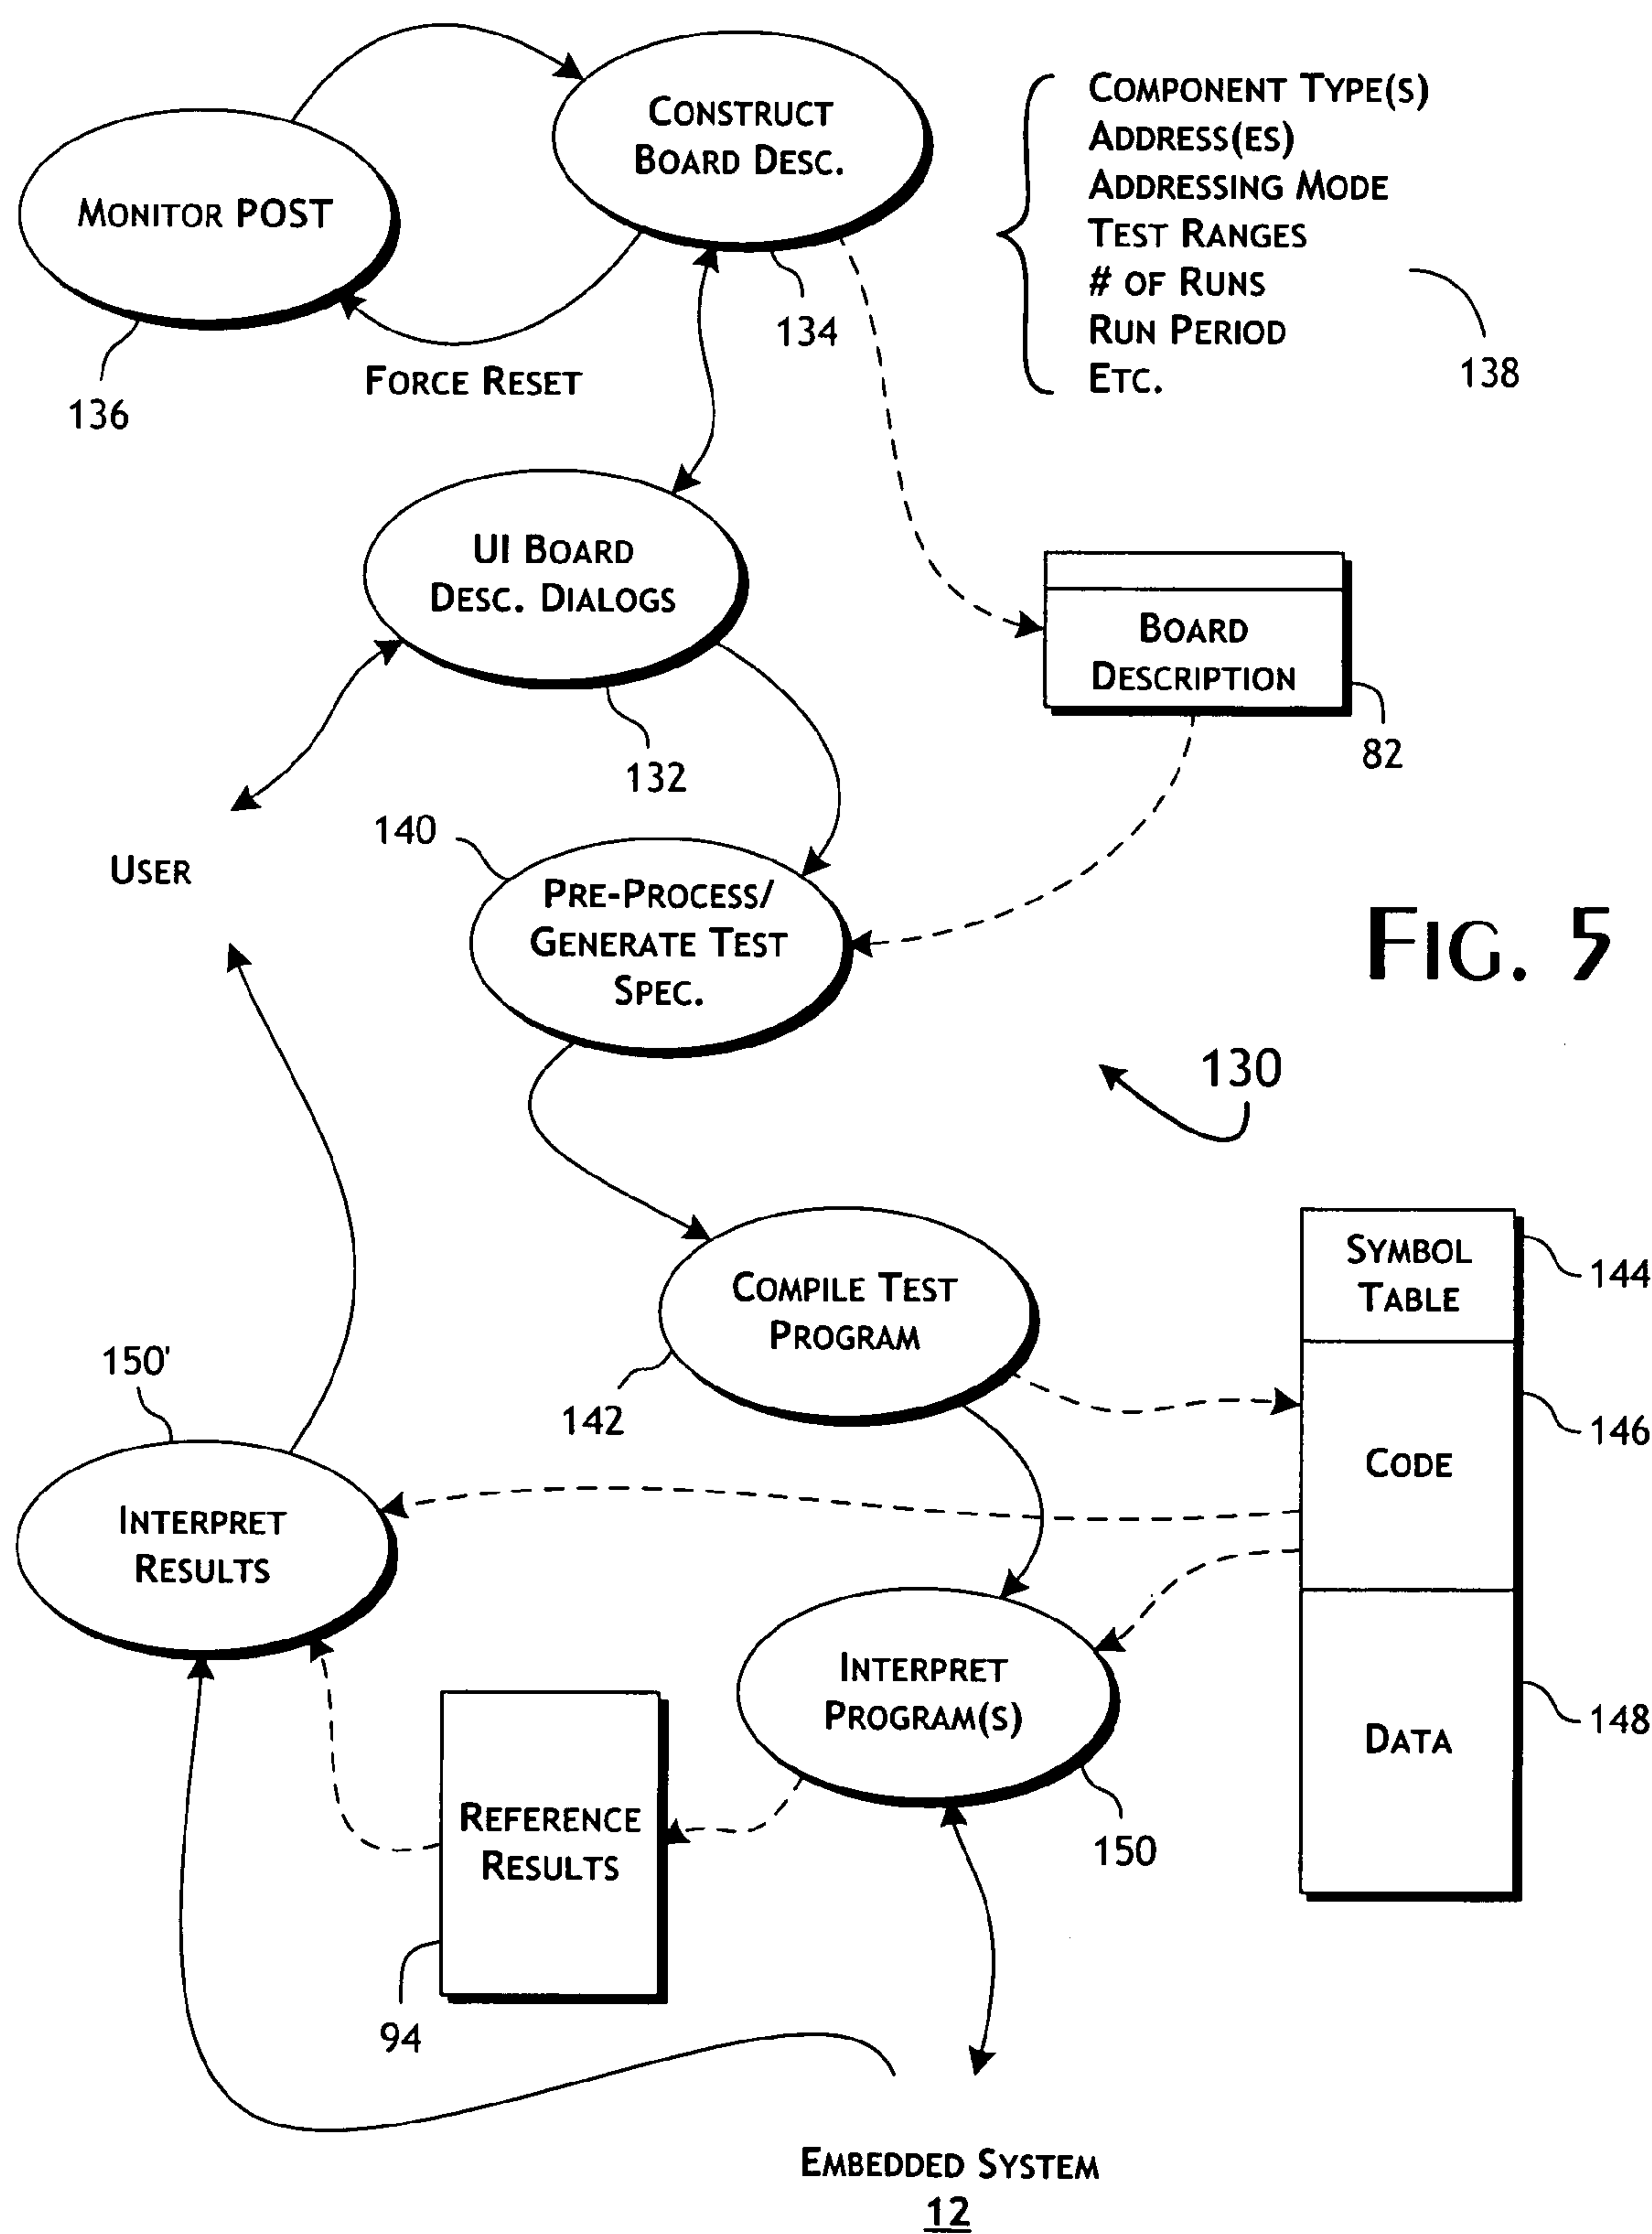 CONSTRUCT
BOARD DESC.
COMPONENT TYPE(S)
ADDRESS(ES)
ADDRESSING MODE
TEST RANGES
# OF RUNS
RUN PERIOD
ETC.
138
MONITOR POST
134
136
FORCE RESET
UI BOARD
DESC. DIALOGS
132
BOARD
DESCRIPTION
82
USER
140
PRE-PROCESS/
GENERATE TEST
SPEC.
FIG. 5
130
COMPILE TEST
PROGRAM
142
SYMBOL
TABLE
144
CODE
146
DATA
148
150'
INTERPRET
RESULTS
INTERPRET
PROGRAM(S)
150
REFERENCE
RESULTS
94
EMBEDDED SYSTEM
12